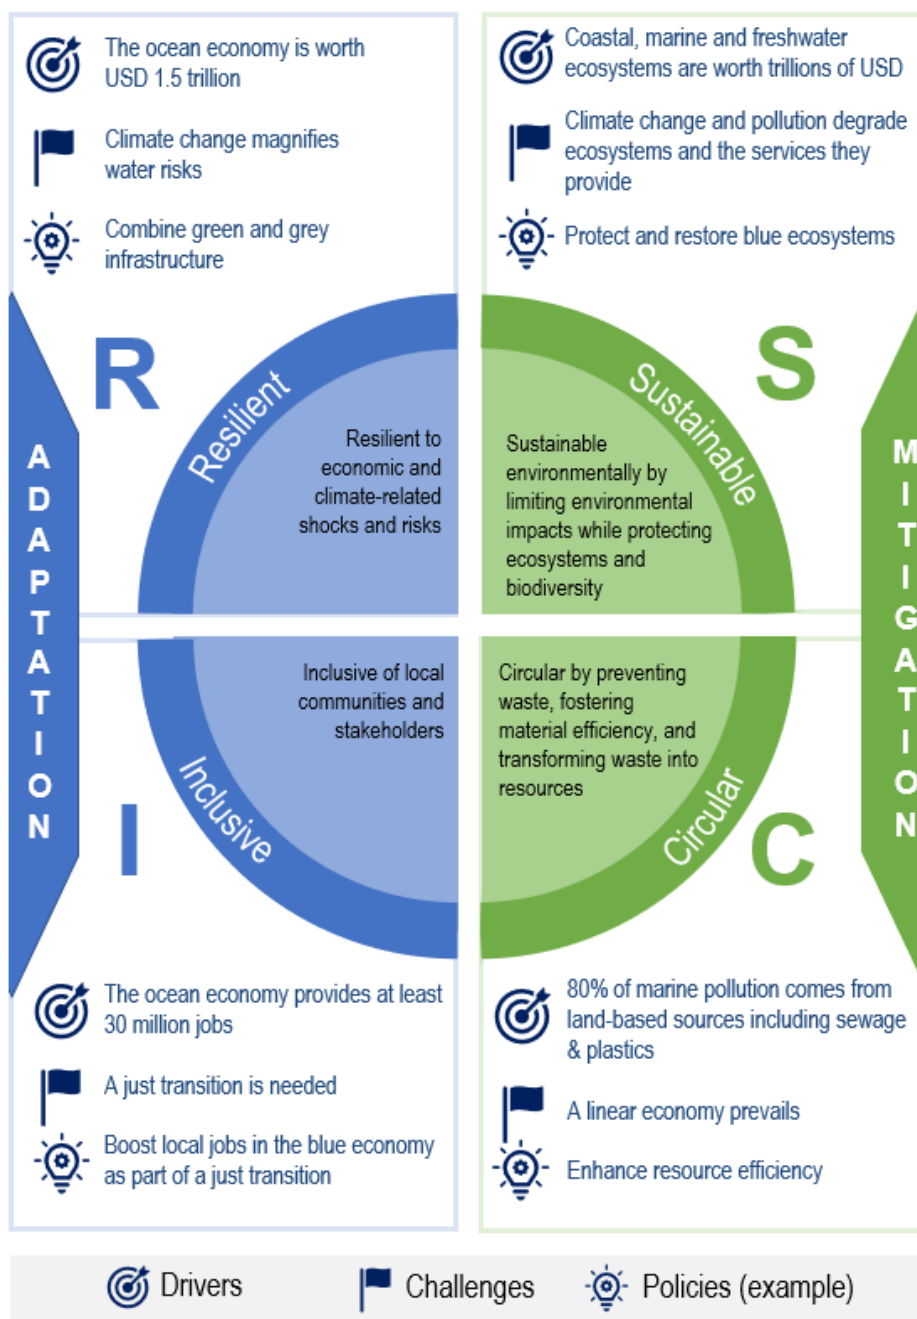 The ocean economy is worth
USD 1.5 trillion
Climate change magnifies
water risks
Combine green and grey
infrastructure
Coastal, marine and freshwater
ecosystems are worth trillions of USD
Climate change and pollution degrade
ecosystems and the services they
provide
Protect and restore blue ecosystems
ADAPTATION
R
Resilient
Resilient to
economic and
climate-related
shocks and risks
S
Sustainable
Sustainable
environmentally by
limiting environmental
impacts while protecting
ecosystems and
biodiversity
MITIGATION
I
Inclusive
Inclusive of local
communities and
stakeholders
C
Circular
Circular by preventing
waste, fostering
material efficiency, and
transforming waste into
resources
The ocean economy provides at least
30 million jobs
A just transition is needed
Boost local jobs in the blue economy
as part of a just transition
80% of marine pollution comes from
land-based sources including sewage
& plastics
A linear economy prevails
Enhance resource efficiency
Drivers
Challenges
Policies (example)